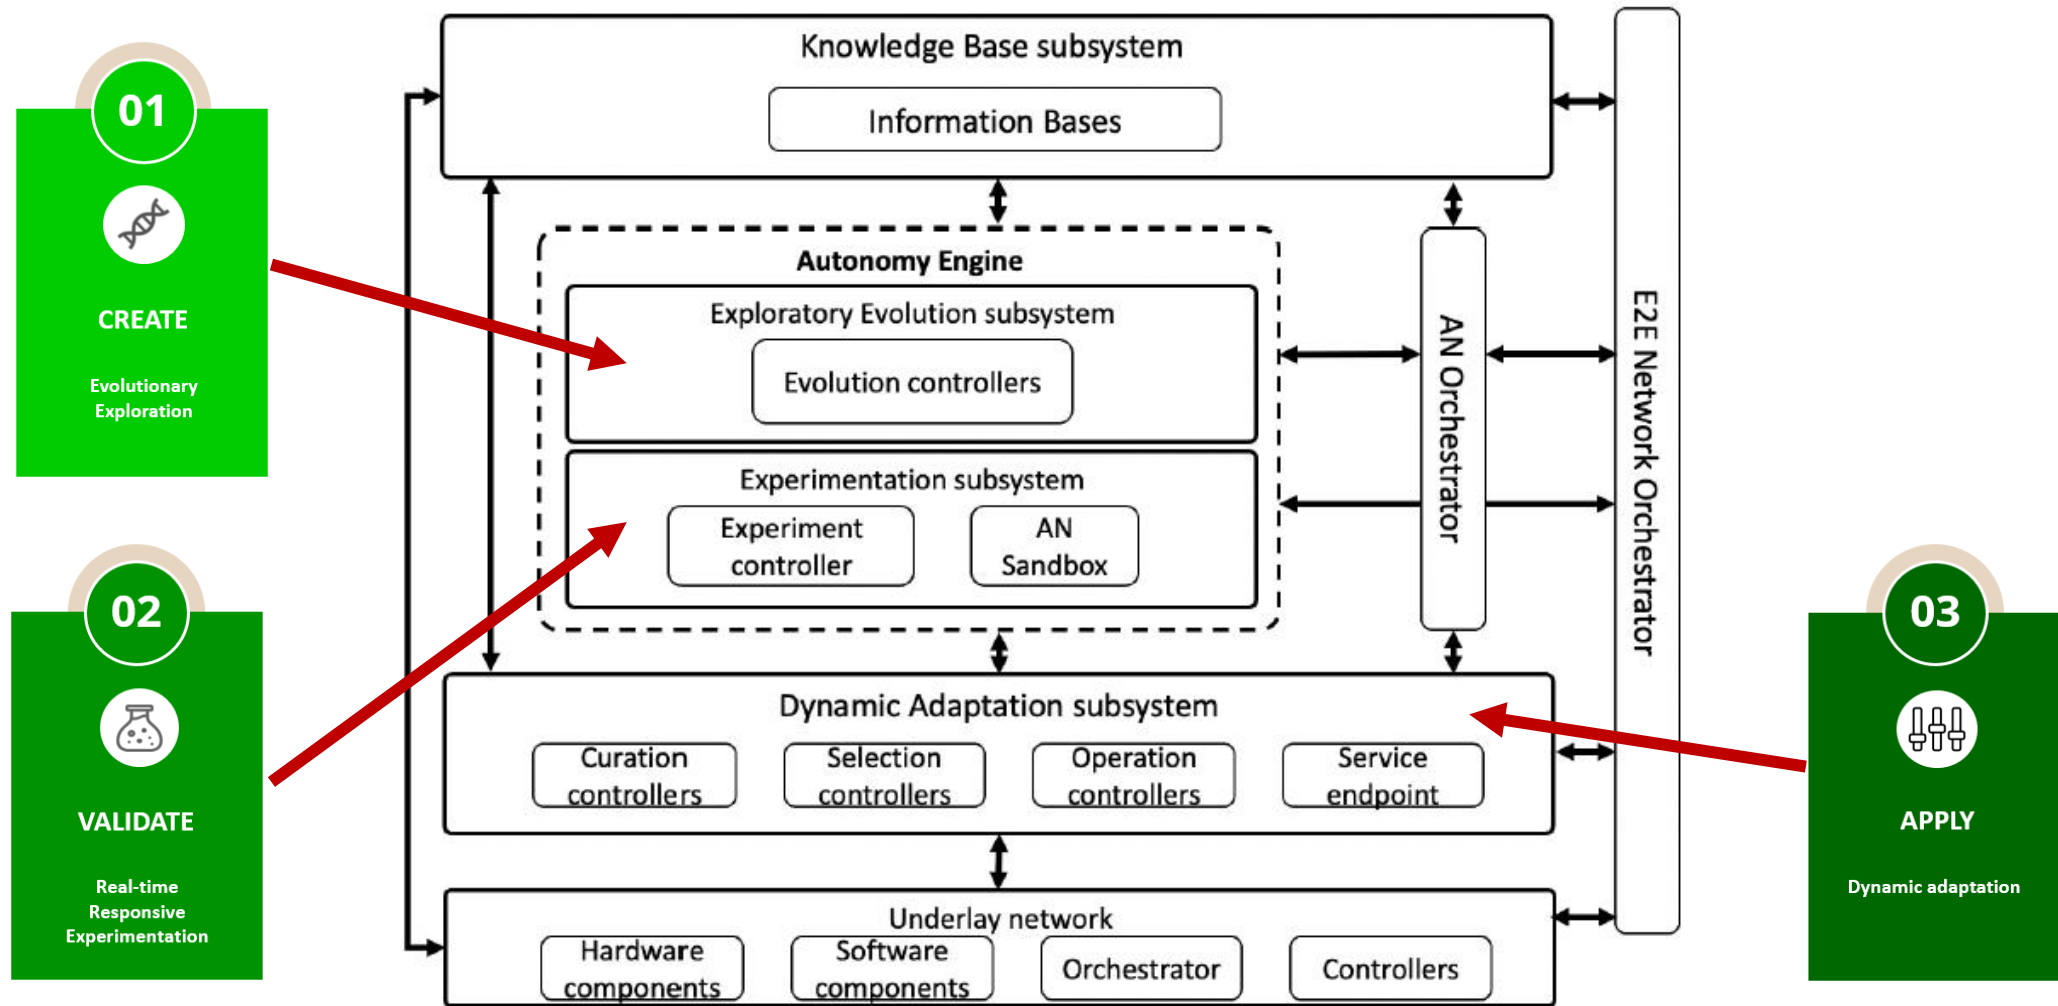 01
CREATE
Evolutionary
Exploration
02
VALIDATE
Real-time
Responsive
Experimentation
Knowledge Base subsystem
Information Bases
Autonomy Engine
Exploratory Evolution subsystem
Evolution controllers
Experimentation subsystem
Experiment
controller
AN
Sandbox
AN Orchestrator
E2E Network Orchestrator
Dynamic Adaptation subsystem
Curation
controllers
Selection
controllers
Operation
controllers
Service
endpoint
Underlay network
Hardware
components
Software
components
Orchestrator
Controllers
03
APPLY
Dynamic adaptation